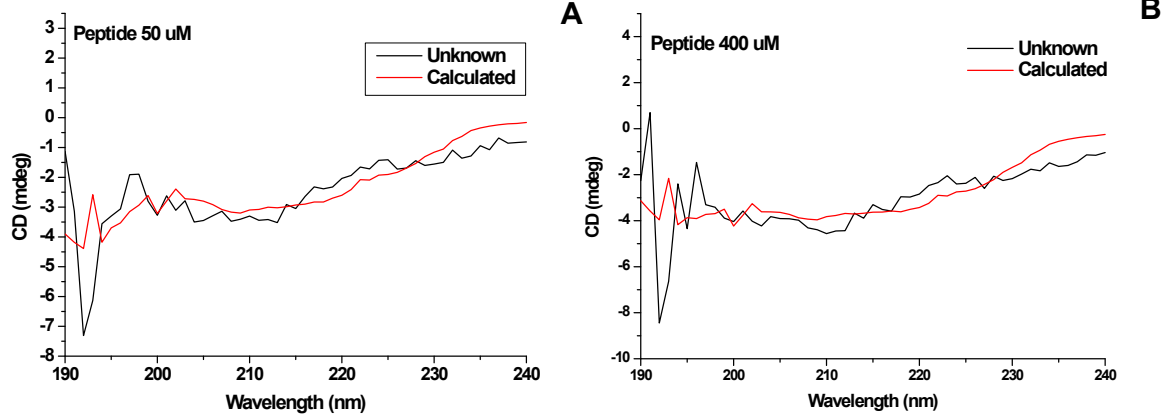 A
Peptide 50 uM
Unknown
Calculated
3
2
1
0
-1
-2
-3
-4
-5
-6
-7
-8
CD (mdeg)
190
200
210
220
230
240
Wavelength (nm)
B
Peptide 400 uM
Unknown
Calculated
4
2
0
-2
-4
-6
-8
-10
CD (mdeg)
190
200
210
220
230
240
Wavelength (nm)